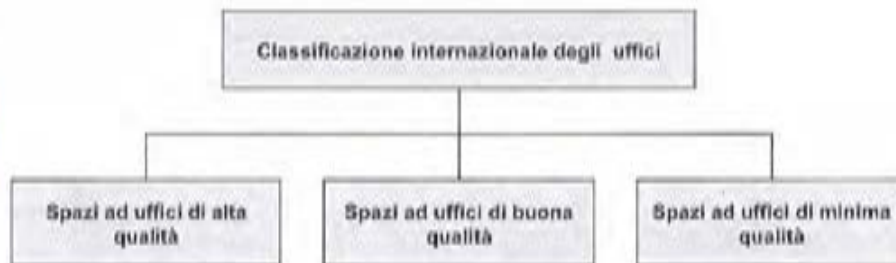 Classificazione internazionale degli uffici
Spazi ad uffici di alta
qualità
Spazi ad uffici di buona
qualità
Spazi ad uffici di minima
qualità